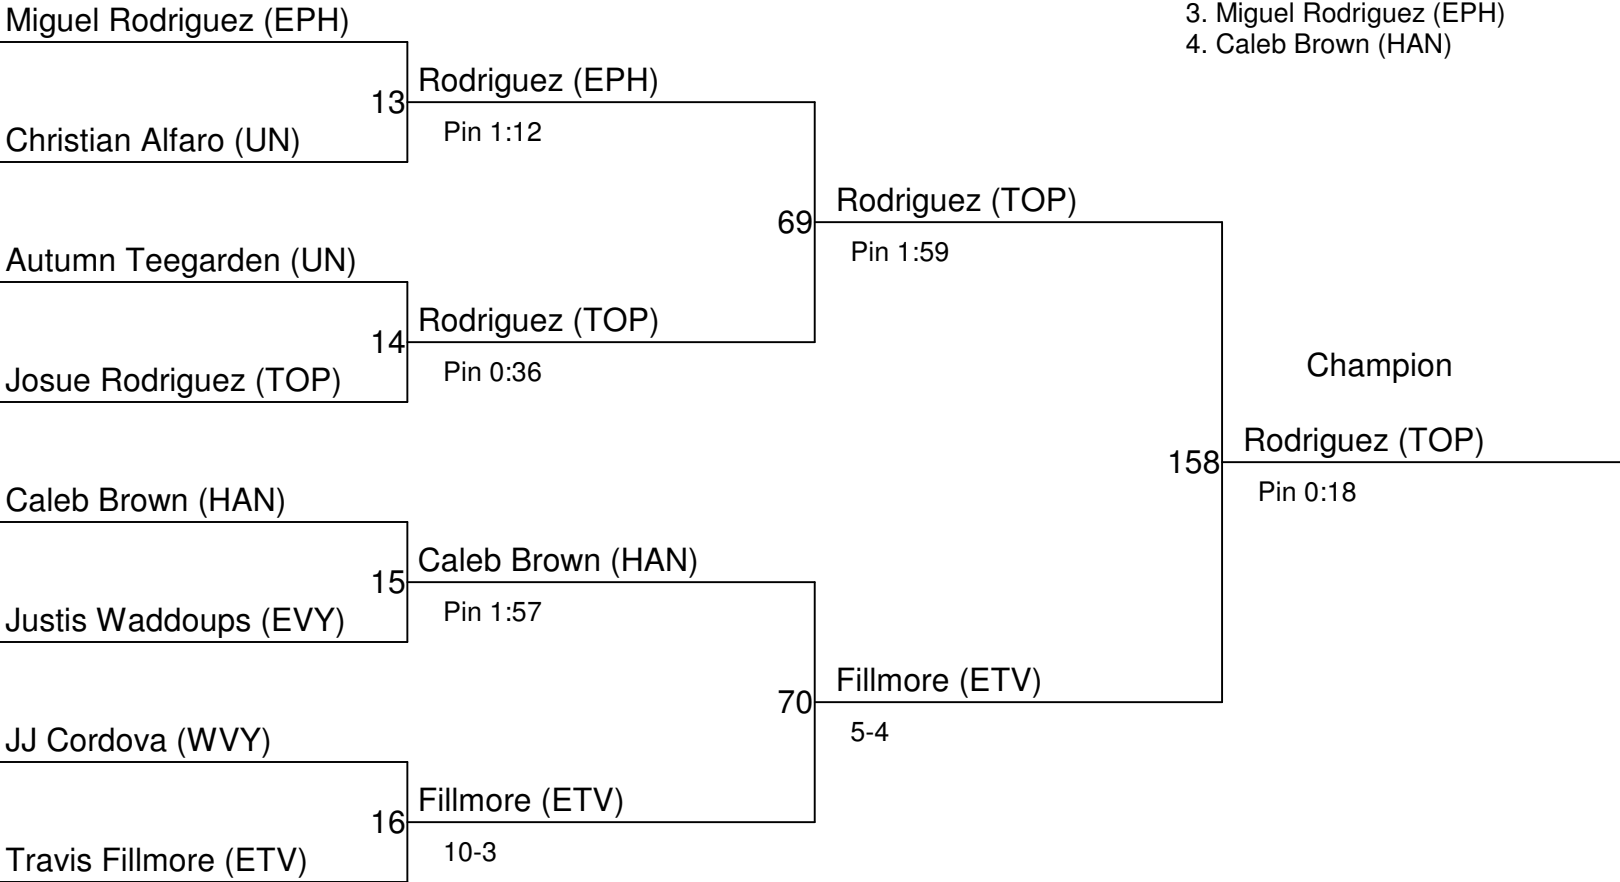 Miguel Rodriguez (EPH)
3. Miguel Rodriguez (EPH)
4. Caleb Brown (HAN)
Rodriguez (EPH)
13
Pin 1:12
Christian Alfaro (UN)
Rodriguez (TOP)
69
Pin 1:59
Autumn Teegarden (UN)
Rodriguez (TOP)
14
Pin 0:36
Josue Rodriguez (TOP)
Champion
Rodriguez (TOP)
158
Pin 0:18
Caleb Brown (HAN)
Caleb Brown (HAN)
15
Pin 1:57
Justis Waddoups (EVY)
Fillmore (ETV)
70
5-4
JJ Cordova (WVY)
Fillmore (ETV)
16
10-3
Travis Fillmore (ETV)